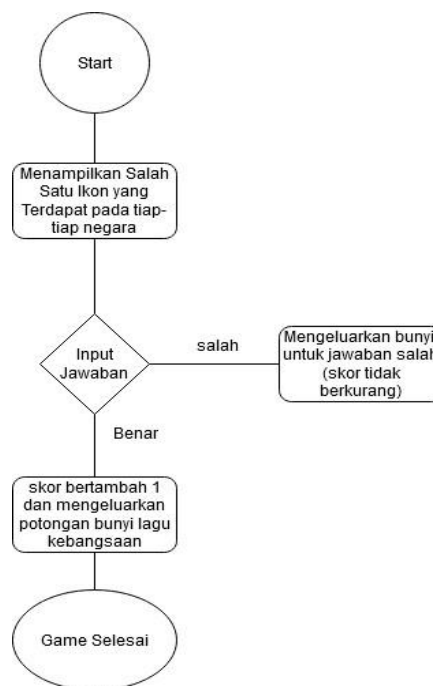 Start
Menampilkan Salah
Satu Ikon yang
Terdapat pada tiap-
tiap negara
Input
Jawaban
salah
Mengeluarkan bunyi
untuk jawaban salah
(skor tidak
berkurang)
Benar
skor bertambah 1
dan mengeluarkan
potongan bunyi lagu
kebangsaan
Game Selesai